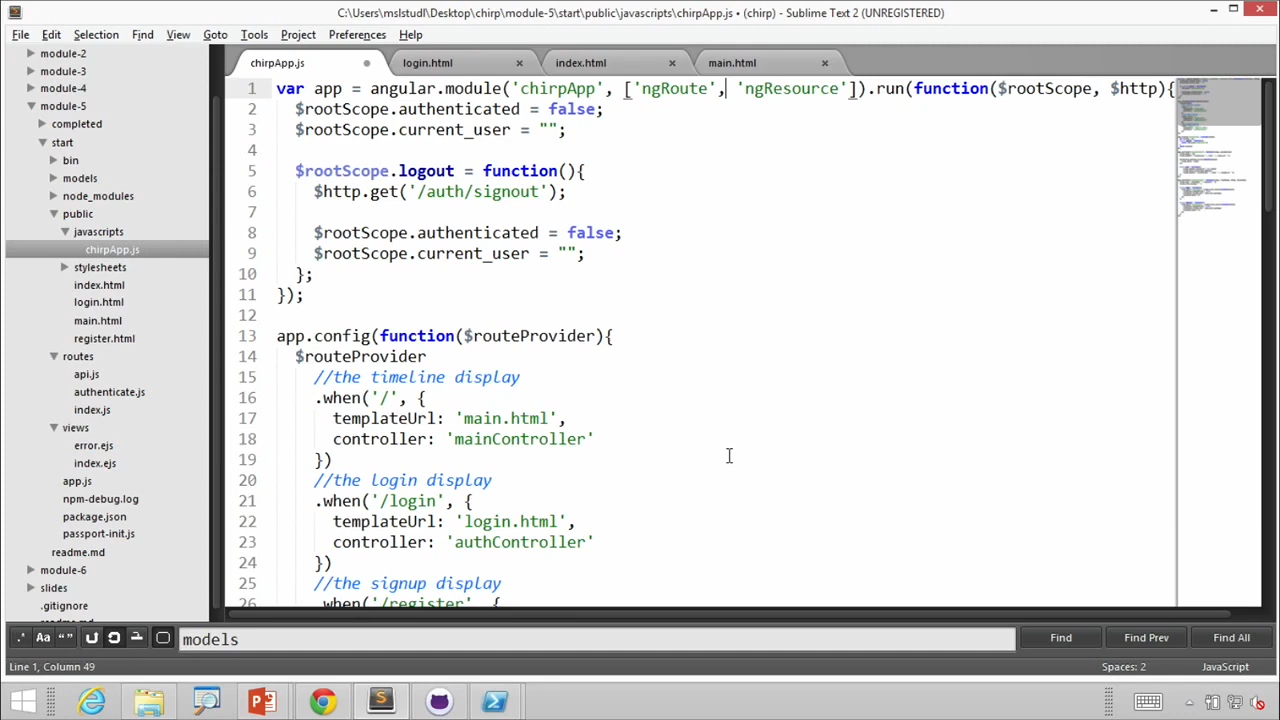 C:\Users\mslstudl\Desktop\chirp\module-5\start\public\javascripts\chirpApp.js • (chirp) - Sublime Text 2 (UNREGISTERED)
File Edit Selection Find View Goto Tools Project Preferences Help
module-2
module-3
module-4
module-5
completed
start
bin
models
node_modules
public
javascripts
chirpApp.js
stylesheets
index.html
login.html
main.html
register.html
routes
api.js
authenticate.js
index.js
views
error.ejs
index.ejs
app.js
npm-debug.log
package.json
passport-init.js
readme.md
module-6
slides
.gitignore
chirpApp.js login.html index.html main.html
1 var app = angular.module('chirpApp', ['ngRoute', 'ngResource']).run(function($rootScope, $http){
2 $rootScope.authenticated = false;
3 $rootScope.current_user = "";
4
5 $rootScope.logout = function(){
6 $http.get('/auth/signout');
7
8 $rootScope.authenticated = false;
9 $rootScope.current_user = "";
10 };
11 });
12
13 app.config(function($routeProvider){
14 $routeProvider
15 //the timeline display
16 .when('/', {
17 templateUrl: 'main.html',
18 controller: 'mainController'
19 })
20 //the login display
21 .when('/login', {
22 templateUrl: 'login.html',
23 controller: 'authController'
24 })
25 //the signup display
26 .when('/register', {
.* Aa “ ” models Find Find Prev Find All
Line 1, Column 49 Spaces: 2 JavaScript